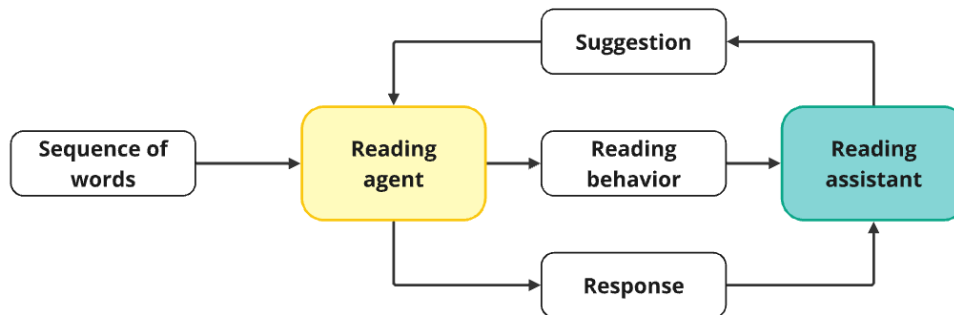 Suggestion
Sequence of
words
Reading
agent
Reading
behavior
Reading
assistant
Response